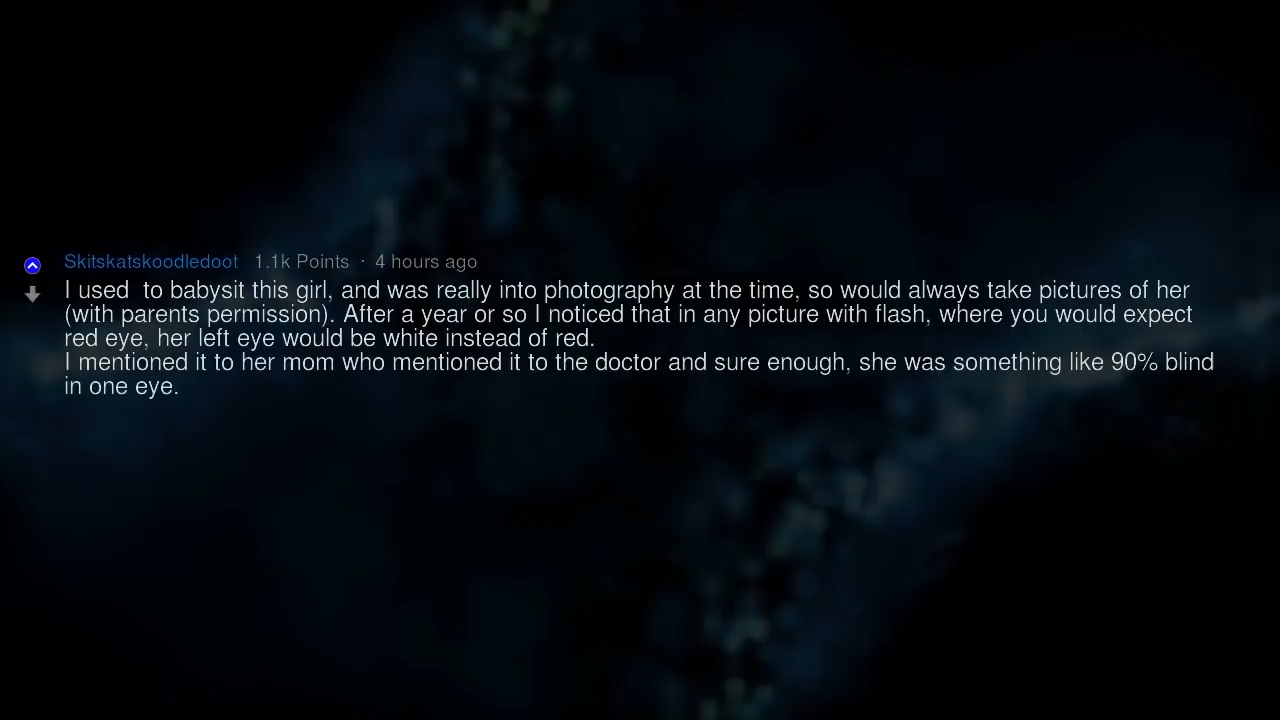 Skitskatskoodledoot 1.1k Points · 4 hours ago
I used  to babysit this girl, and was really into photography at the time, so would always take pictures of her
(with parents permission). After a year or so I noticed that in any picture with flash, where you would expect
red eye, her left eye would be white instead of red.
I mentioned it to her mom who mentioned it to the doctor and sure enough, she was something like 90% blind
in one eye.